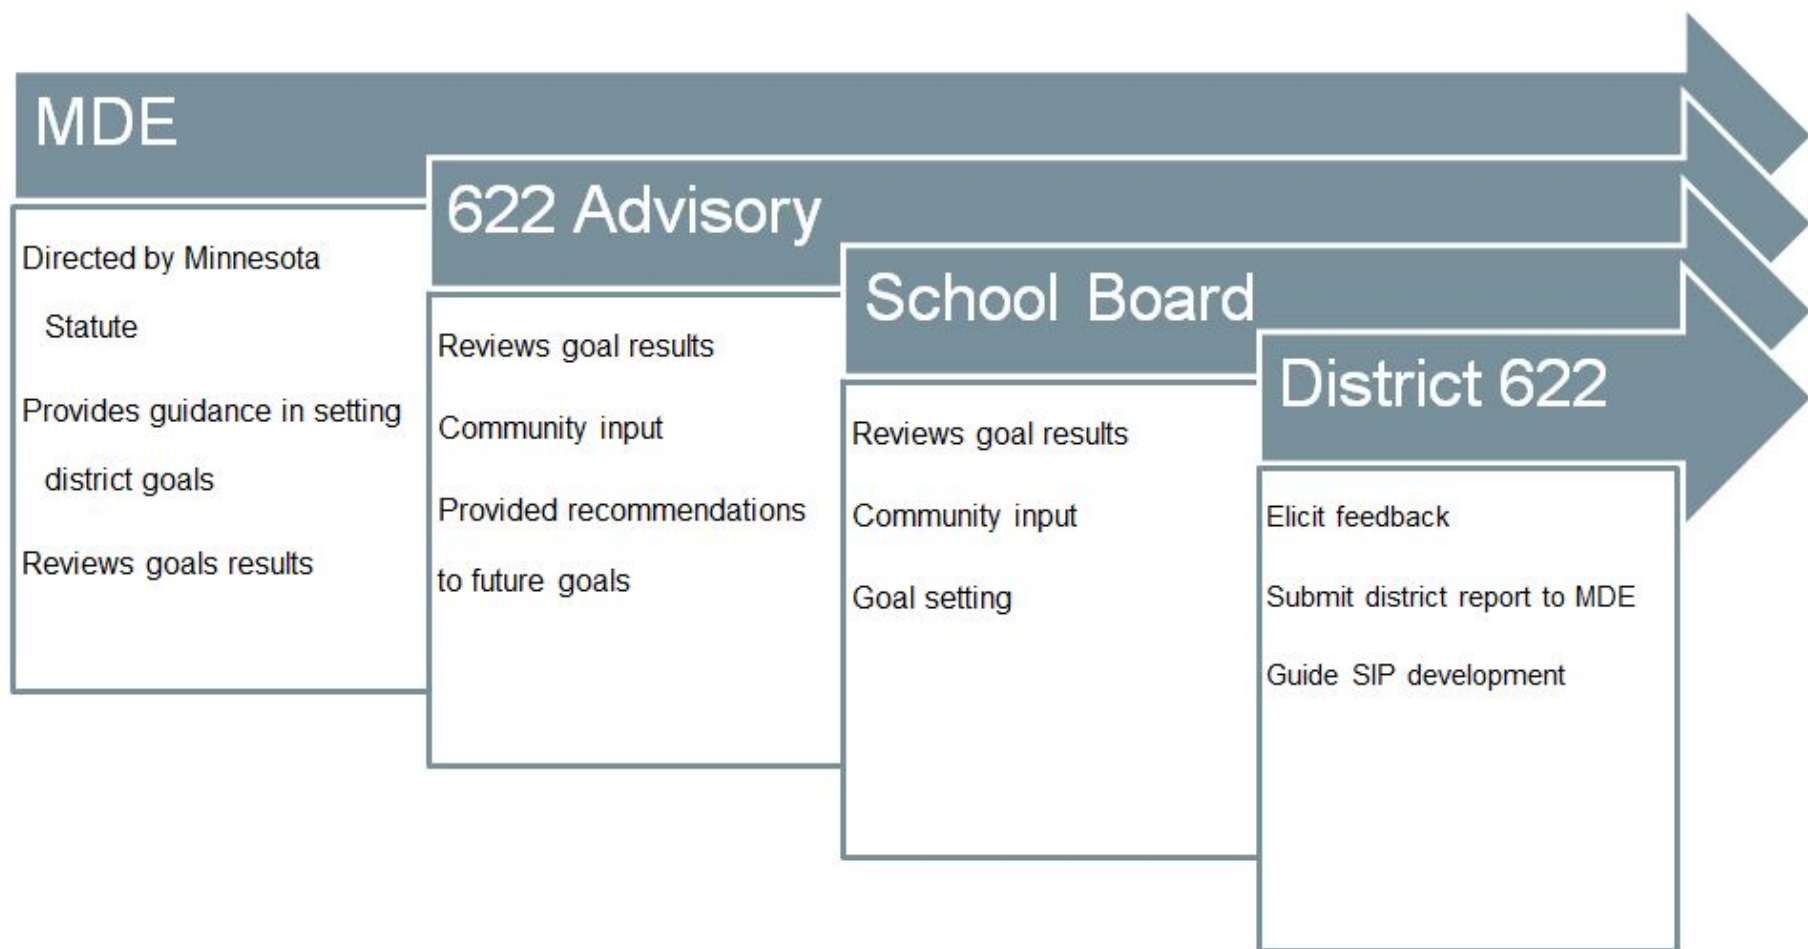 MDE
Directed by Minnesota
Statute
Provides guidance in setting
district goals
Reviews goals results
622 Advisory
Reviews goal results
Community input
Provided recommendations
to future goals
School Board
Reviews goal results
Community input
Goal setting
District 622
Elicit feedback
Submit district report to MDE
Guide SIP development